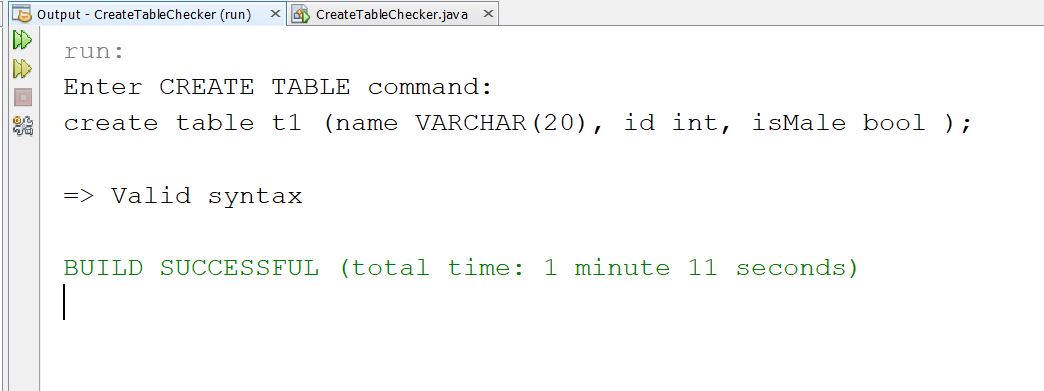 Output - CreateTableChecker (run) CreateTableChecker.java
run:
Enter CREATE TABLE command:
create table t1 (name VARCHAR(20), id int, isMale bool );
=> Valid syntax
BUILD SUCCESSFUL (total time: 1 minute 11 seconds)